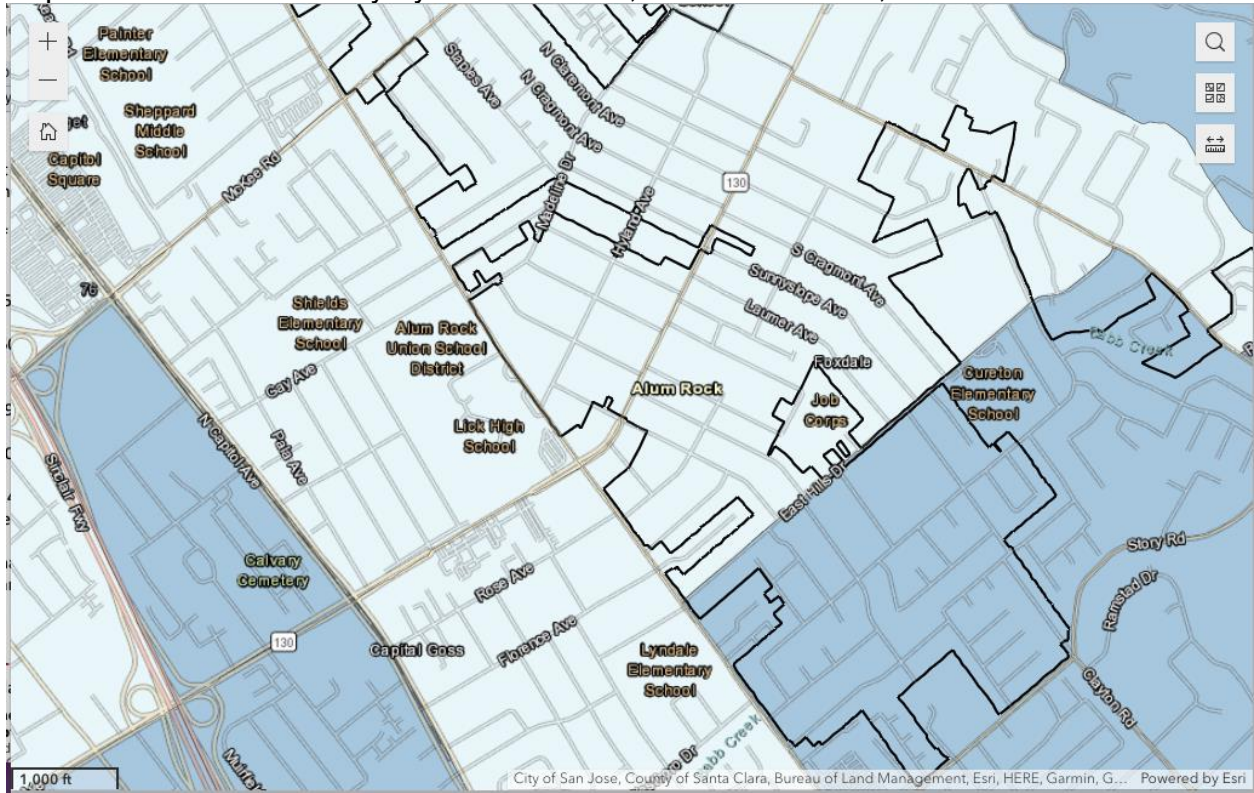 Painter
Elementary
School
Sheppard
Middle
School
Capitol
Square
McKee Rd
Staples Ave
N Claremont Ave
N Cragmont Ave
Madeline Dr
Hyland Ave
130
S Cragmont Ave
Sunnyslope Ave
Laumer Ave
76
Shields
Elementary
School
Alum Rock
Union School
District
Gay Ave
Foxdale
Alum Rock
Job
Corps
Cureton
Elementary
School
Lick High
School
N Capitol Ave
Pala Ave
Sinclair Fwy
East Hills Dr
Story Rd
Ramstad Dr
Calvary
Cemetery
Rose Ave
130
Capital Goss
Florence Ave
Lyndale
Elementary
School
Clayton Rd
1,000 ft
City of San Jose, County of Santa Clara, Bureau of Land Management, Esri, HERE, Garmin, G... Powered by Esri